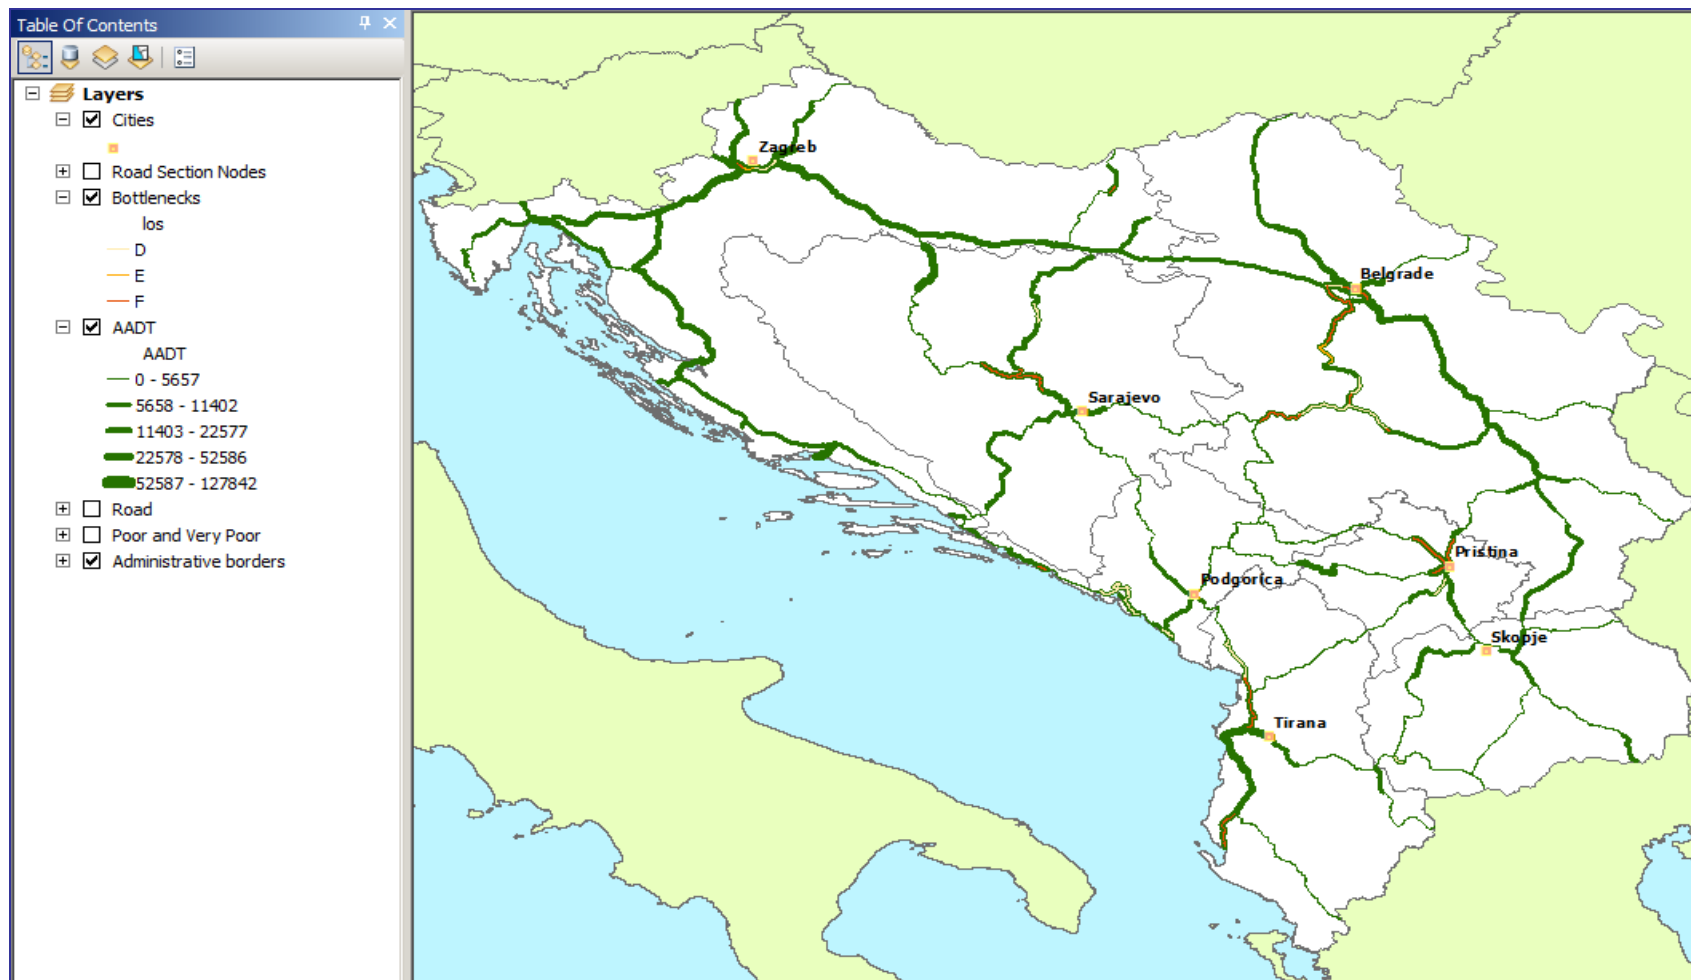 Table Of Contents
Layers
Cities
Road Section Nodes
Bottlenecks
los
D
E
F
AADT
AADT
0 - 5657
5658 - 11402
11403 - 22577
22578 - 52586
52587 - 127842
Road
Poor and Very Poor
Administrative borders
Zagreb
Belgrade
Sarajevo
Pristina
Podgorica
Skopje
Tirana